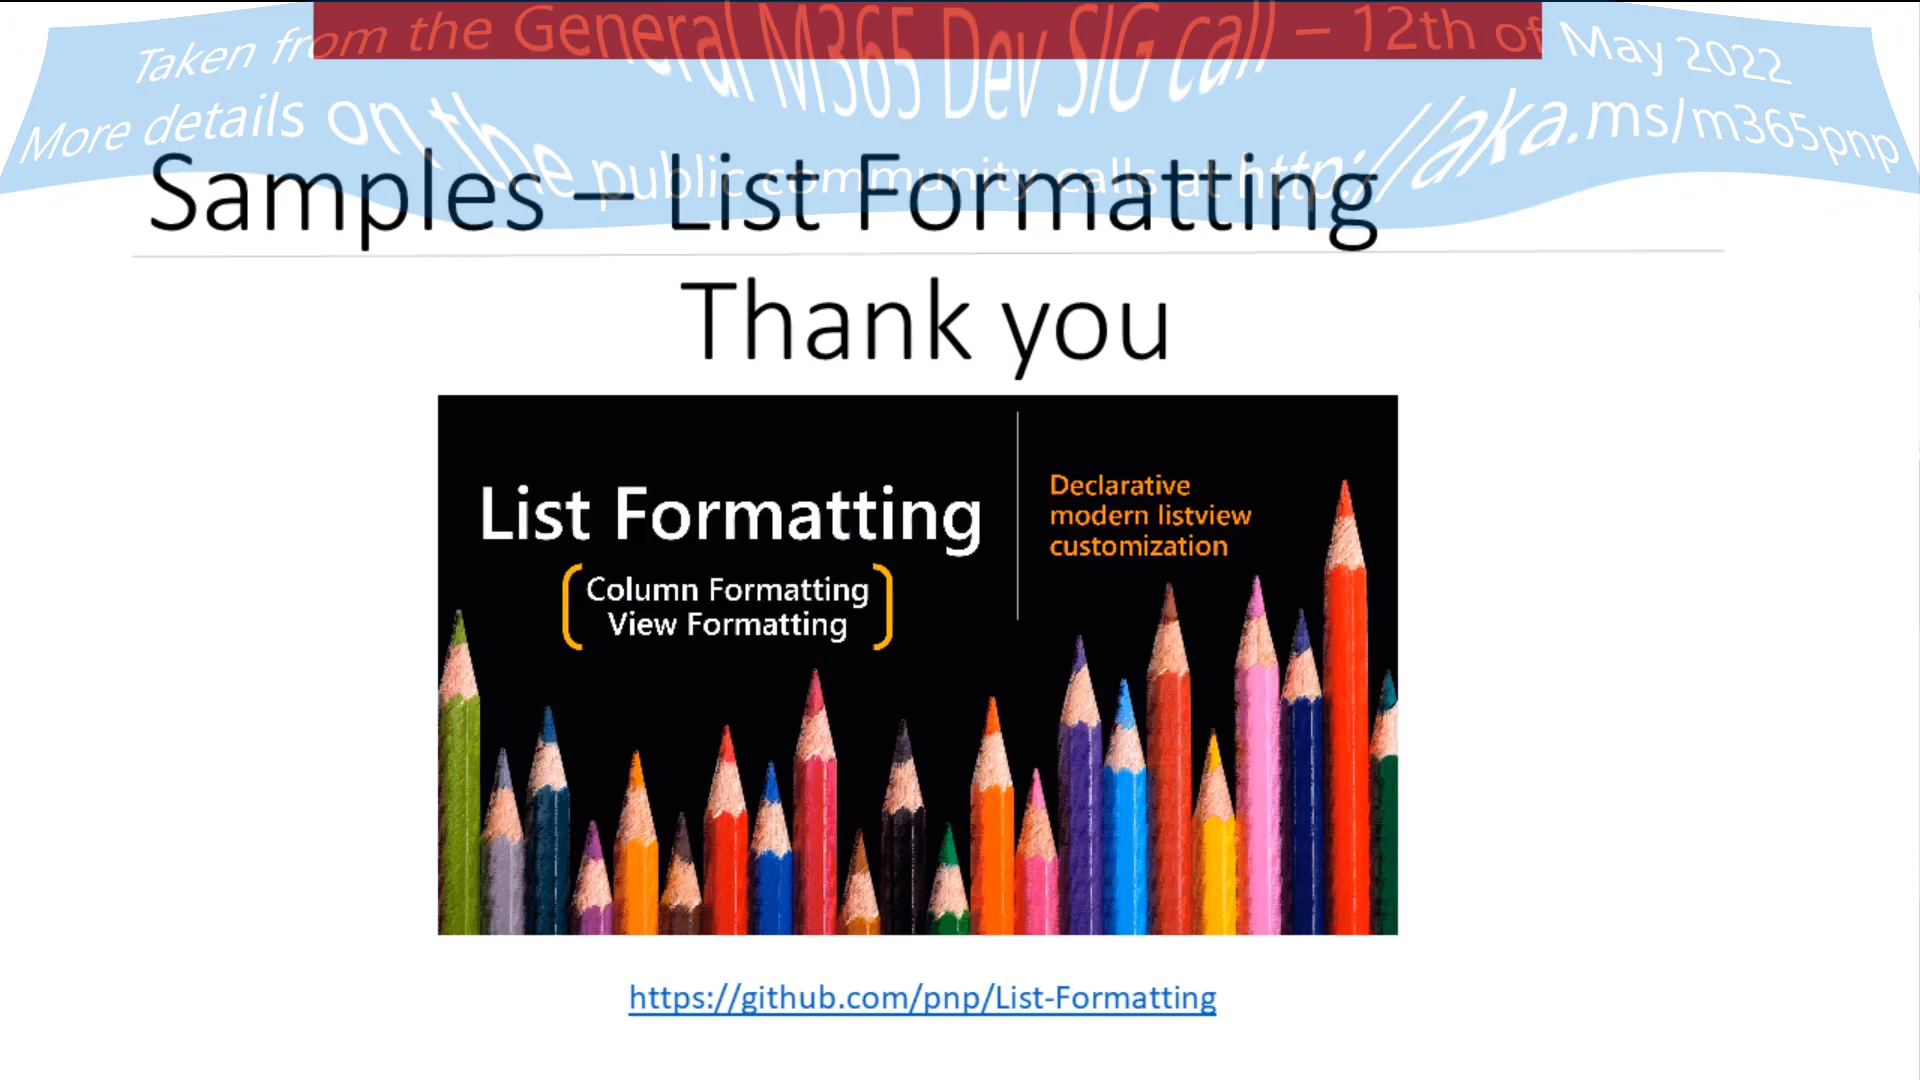 Taken from the General M365 Dev SIG call – 12th of May 2022
More details on the public community calls at http://aka.ms/m365pnp
Samples – List Formatting
Thank you
List Formatting
Column Formatting
View Formatting
Declarative
modern listview
customization
https://github.com/pnp/List-Formatting